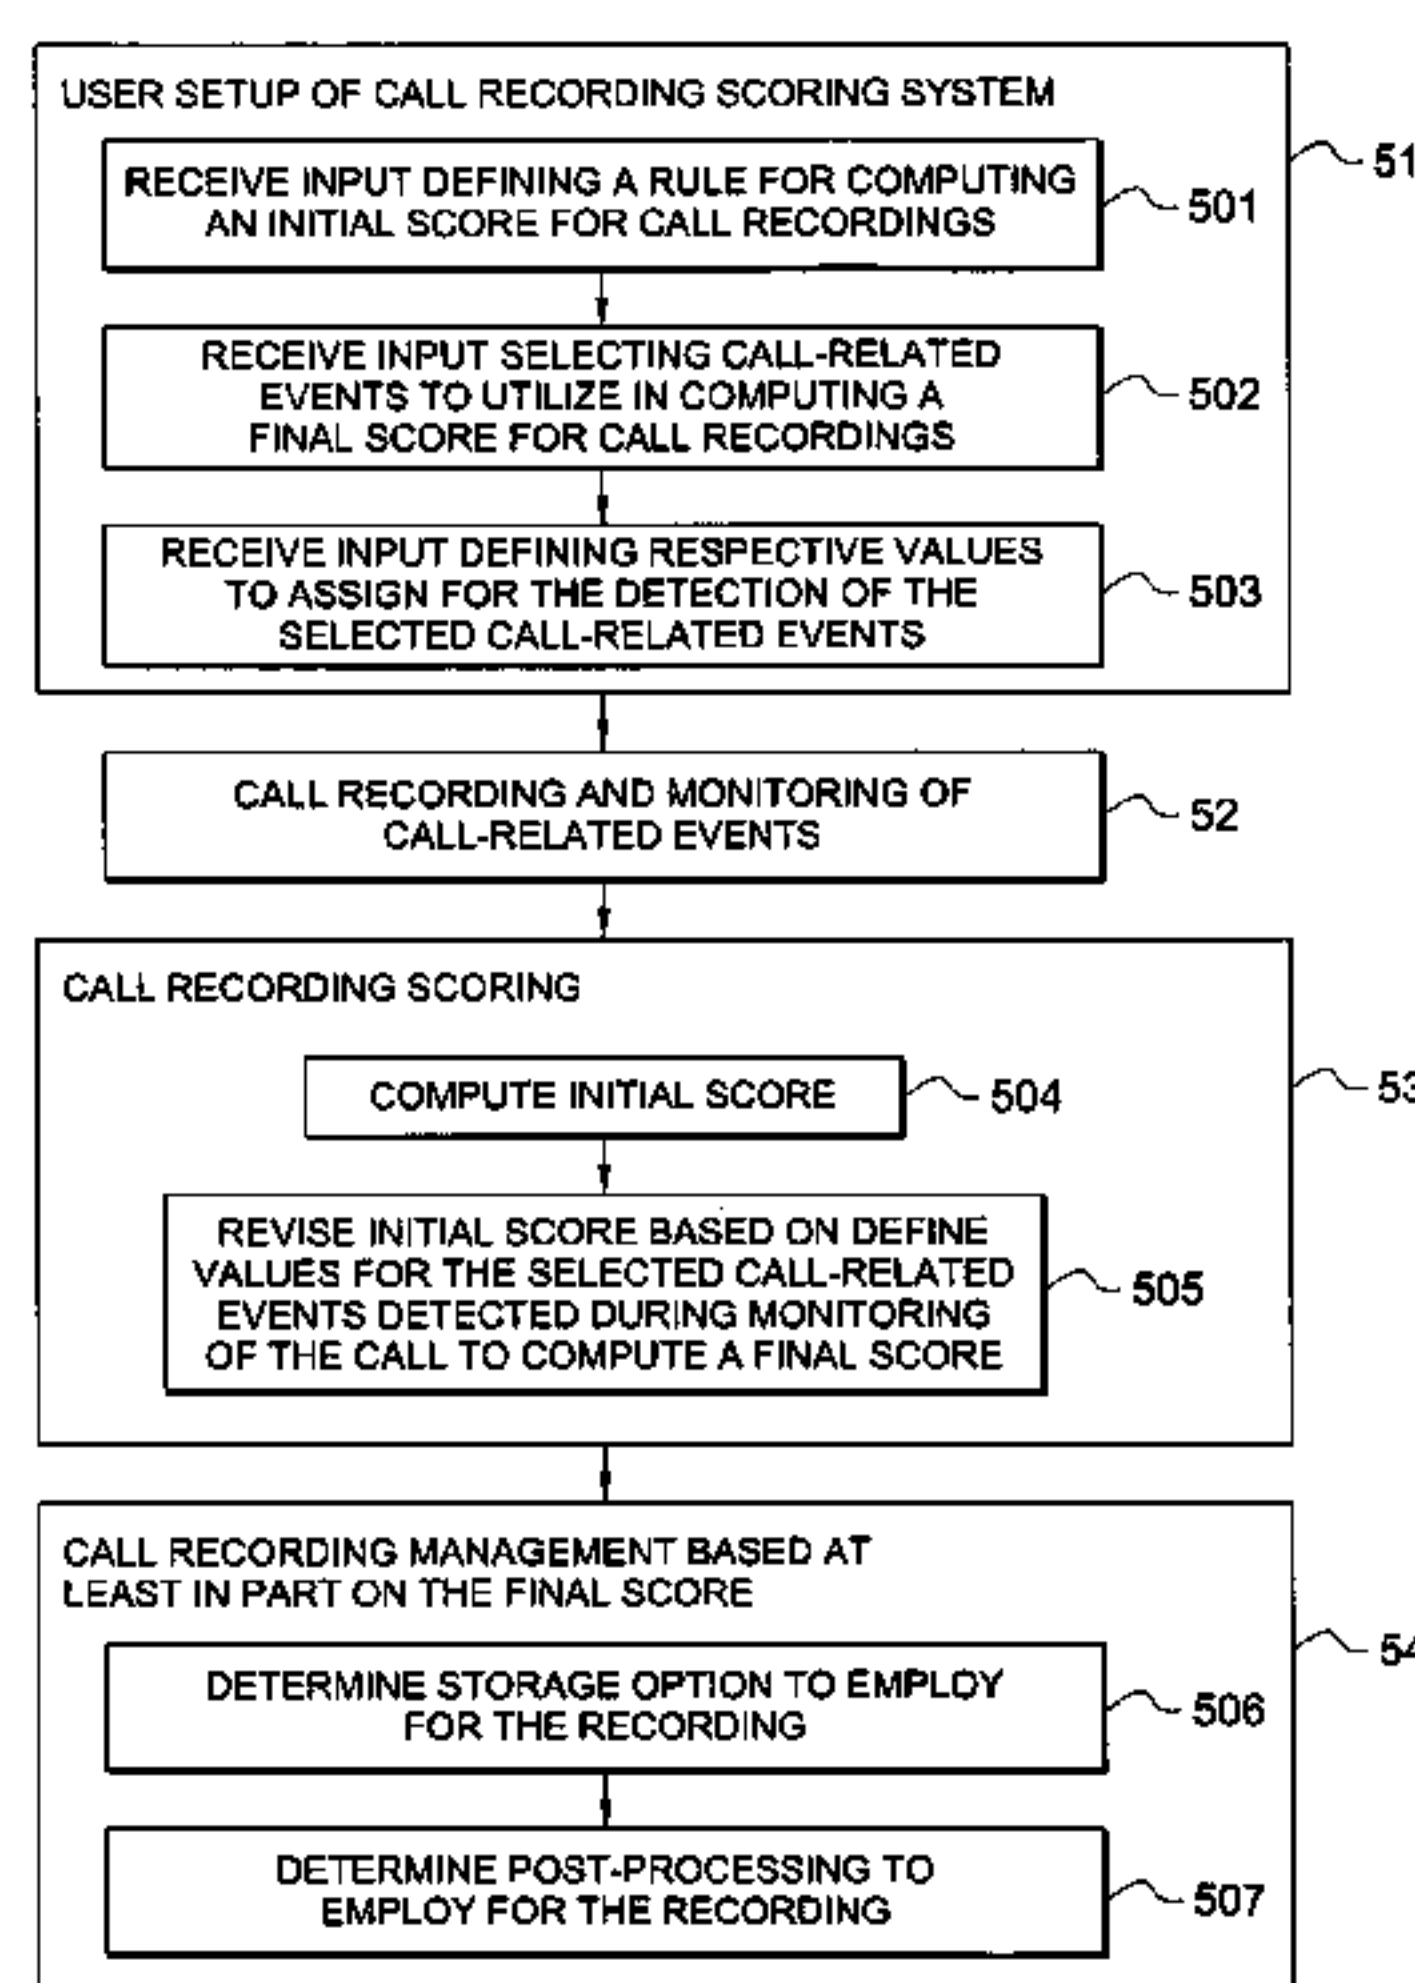 USER SETUP OF CALL RECORDING SCORING SYSTEM
51
RECEIVE INPUT DEFINING A RULE FOR COMPUTING
AN INITIAL SCORE FOR CALL RECORDINGS
501
RECEIVE INPUT SELECTING CALL-RELATED
EVENTS TO UTILIZE IN COMPUTING A
FINAL SCORE FOR CALL RECORDINGS
502
RECEIVE INPUT DEFINING RESPECTIVE VALUES
TO ASSIGN FOR THE DETECTION OF THE
SELECTED CALL-RELATED EVENTS
503
CALL RECORDING AND MONITORING OF
CALL-RELATED EVENTS
52
CALL RECORDING SCORING
53
COMPUTE INITIAL SCORE
504
REVISE INITIAL SCORE BASED ON DEFINE
VALUES FOR THE SELECTED CALL-RELATED
EVENTS DETECTED DURING MONITORING
OF THE CALL TO COMPUTE A FINAL SCORE
505
CALL RECORDING MANAGEMENT BASED AT
LEAST IN PART ON THE FINAL SCORE
54
DETERMINE STORAGE OPTION TO EMPLOY
FOR THE RECORDING
506
DETERMINE POST-PROCESSING TO
EMPLOY FOR THE RECORDING
507